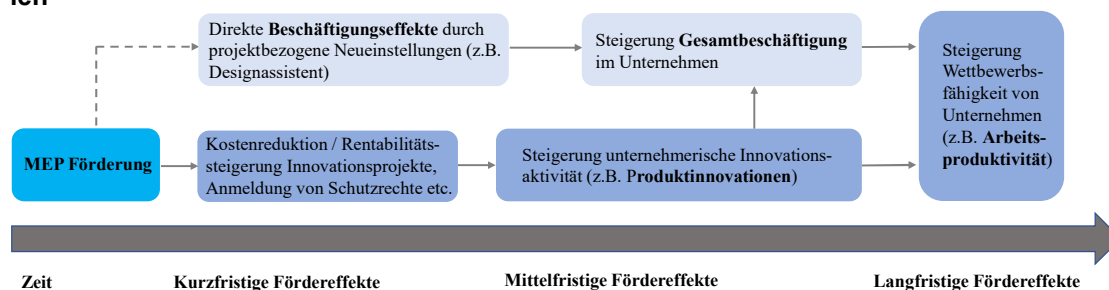 ich
Direkte Beschäftigungseffekte durch
projektbezogene Neueinstellungen (z.B.
Designassistent)
Steigerung Gesamtbeschäftigung
im Unternehmen
Steigerung
Wettbewerbs-
fähigkeit von
Unternehmen
(z.B. Arbeits-
produktivität)
MEP Förderung
Kostenreduktion / Rentabilitäts-
steigerung Innovationsprojekte,
Anmeldung von Schutzrechte etc.
Steigerung unternehmerische Innovations-
aktivität (z.B. Produktinnovationen)
Zeit
Kurzfristige Fördereffekte
Mittelfristige Fördereffekte
Langfristige Fördereffekte